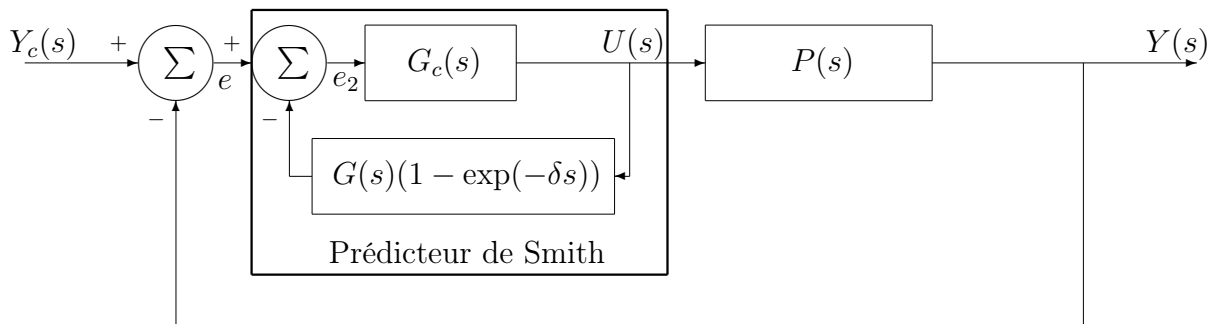 Y_c(s) + Σ + Σ G_c(s) U(s) P(s) Y(s)
e e_2
− −
G(s)(1 − exp(−δs))
Prédicteur de Smith